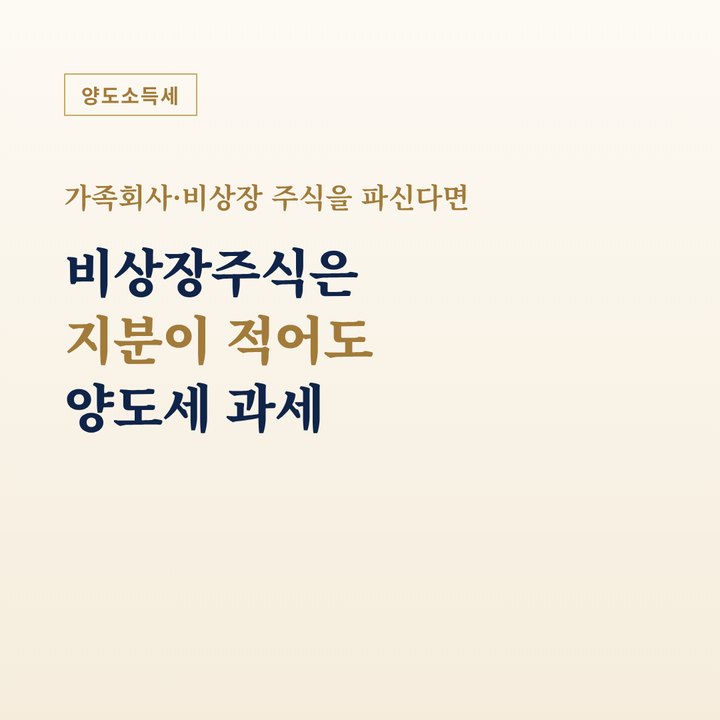 양도소득세
가족회사·비상장 주식을 파신다면
비상장주식은
지분이 적어도
양도세 과세